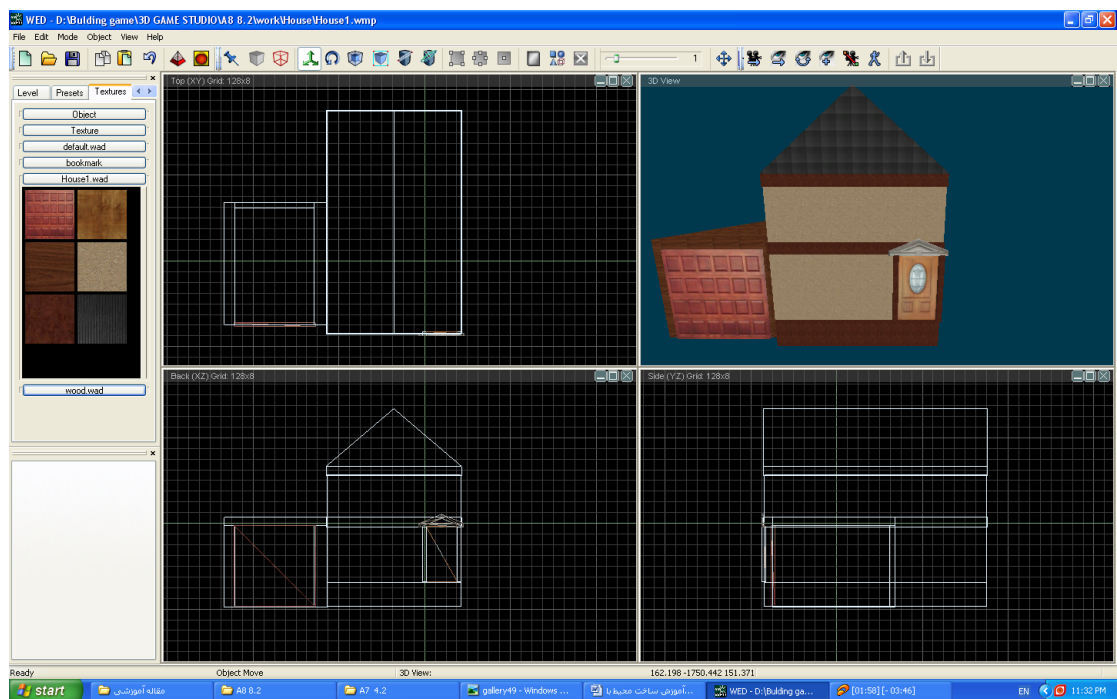 WED - D:\Bulding game\3D GAME STUDIO\A8 8.2\work\House\House1.wmp
File Edit Mode Object View Help
1
Level Presets Textures
Object
Texture
default.wad
bookmark
House1.wad
wood.wad
Top (XY) Grid: 128x8
3D View
Back (XZ) Grid: 128x8
Side (YZ) Grid: 128x8
Ready Object Move 3D View: 162.198 -1750.442 151.371
start مقاله آموزشی A8 8.2 A7 4.2 gallery49 - Windows ... آموزش ساخت محیط با... WED - D:\Bulding ga... [01:58] [- 03:46] EN 11:32 PM